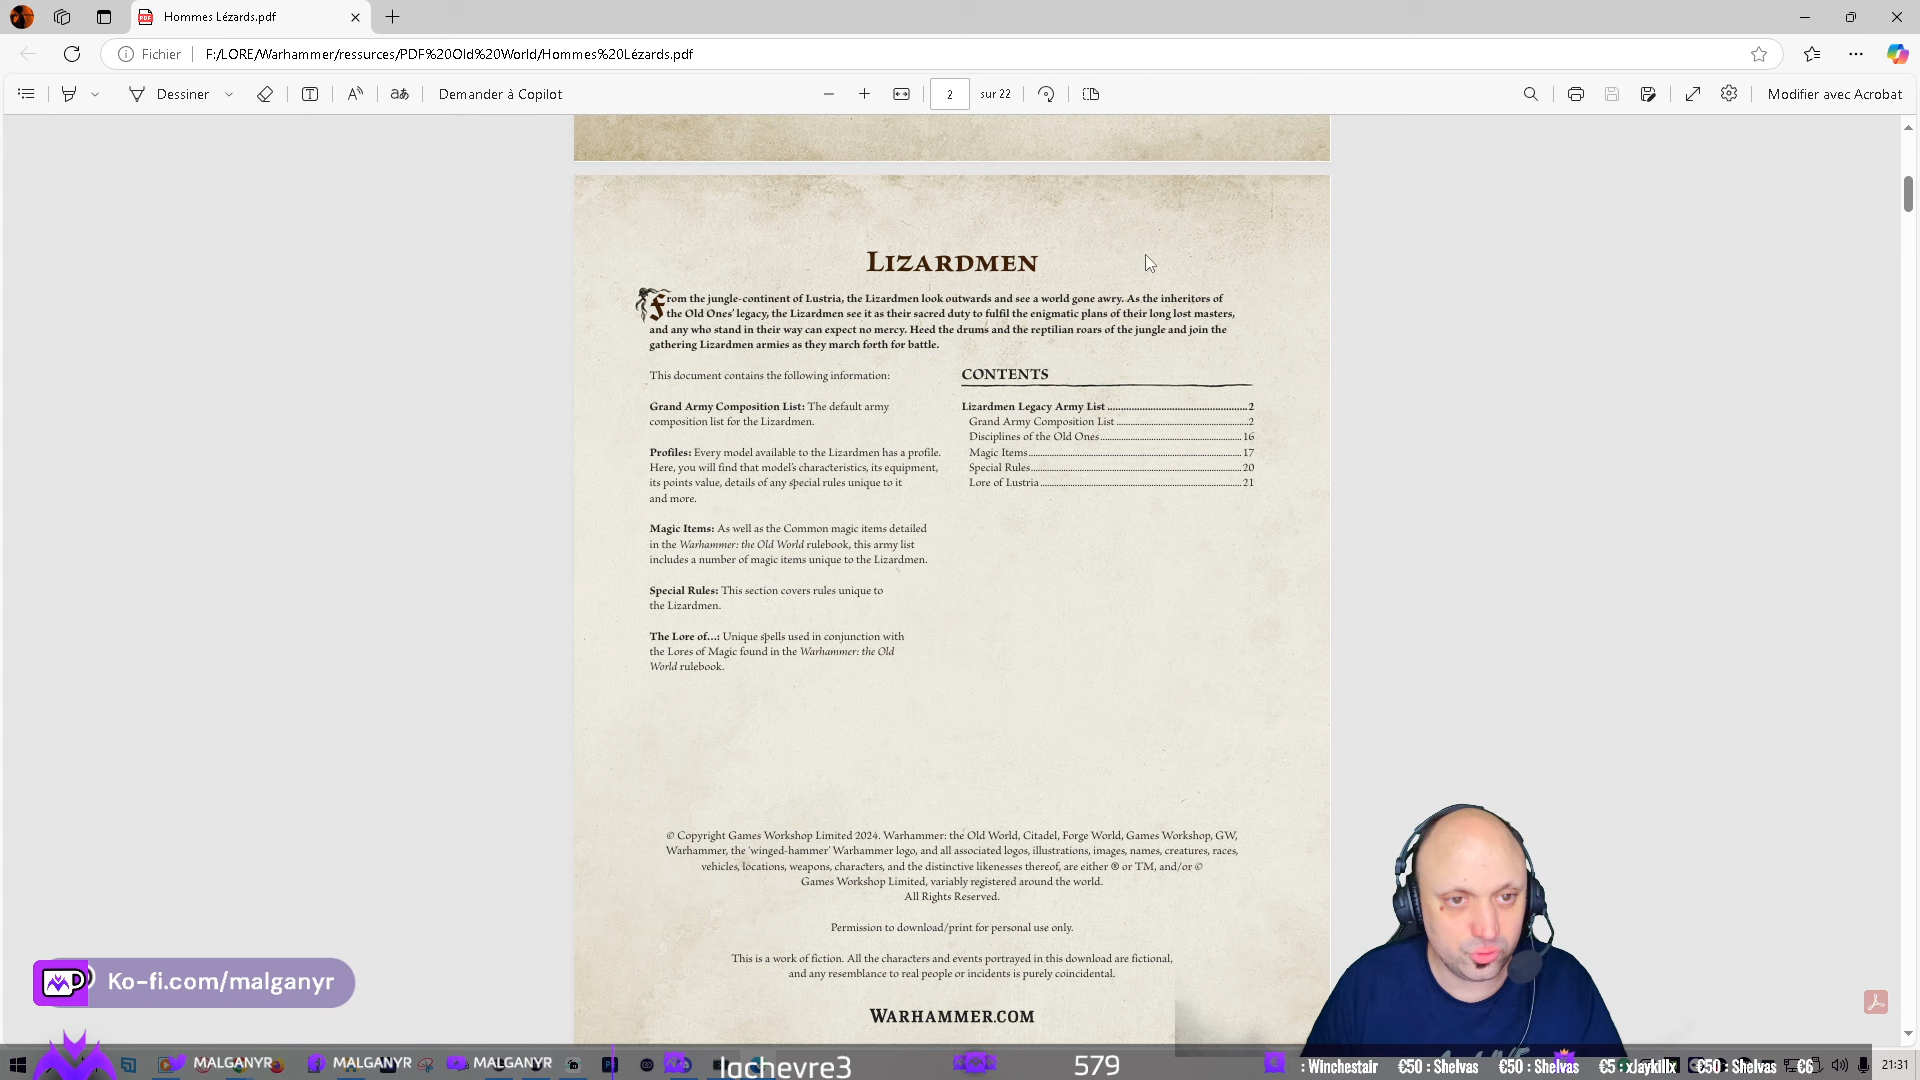 Hommes Lézards.pdf
Fichier
F:/LORE/Warhammer/ressurces/PDF%20Old%20World/Hommes%20Lézards.pdf
Dessiner
Demander à Copilot
2
sur 22
Modifier avec Acrobat
Lizardmen
From the jungle-continent of Lustria, the Lizardmen look outwards and see a world gone awry. As the inheritors of
the Old Ones' legacy, the Lizardmen see it as their sacred duty to fulfil the enigmatic plans of their long lost masters,
and any who stand in their way can expect no mercy. Heed the drums and the reptilian roars of the jungle and join the
gathering Lizardmen armies as they march forth for battle.
This document contains the following information:
Grand Army Composition List: The default army
composition list for the Lizardmen.
Profiles: Every model available to the Lizardmen has a profile.
Here, you will find that model's characteristics, its equipment,
its points value, details of any special rules unique to it
and more.
Magic Items: As well as the Common magic items detailed
in the Warhammer: the Old World rulebook, this army list
includes a number of magic items unique to the Lizardmen.
Special Rules: This section covers rules unique to
the Lizardmen.
The Lore of...: Unique spells used in conjunction with
the Lores of Magic found in the Warhammer: the Old
World rulebook.
CONTENTS
Lizardmen Legacy Army List ........ 2
Grand Army Composition List ........ 2
Disciplines of the Old Ones ........ 16
Magic Items ........ 17
Special Rules ........ 20
Lore of Lustria ........ 21
© Copyright Games Workshop Limited 2024. Warhammer: the Old World, Citadel, Forge World, Games Workshop, GW,
Warhammer, the 'winged-hammer' Warhammer logo, and all associated logos, illustrations, images, names, creatures, races,
vehicles, locations, weapons, characters, and the distinctive likenesses thereof, are either ® or TM, and/or ©
Games Workshop Limited, variably registered around the world.
All Rights Reserved.
Permission to download/print for personal use only.
This is a work of fiction. All the characters and events portrayed in this download are fictional,
and any resemblance to real people or incidents is purely coincidental.
Warhammer.com
Ko-fi.com/malganyr
MALGANYR
MALGANYR
MALGANYR
lachevre3
579
: Winchestair
€50 : Shelvas
€50 : Shelvas
€5 : xJaykillx
€50 : Shelvas
€6
21:31